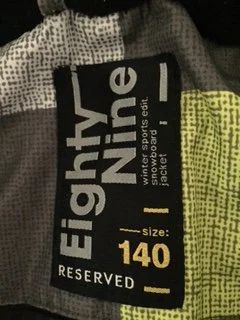 Eighty
Nine
winter sports edit.
snowboard
jacket
size:
140
RESERVED